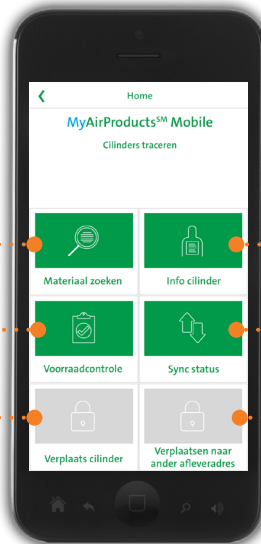 Home
MyAirProducts℠ Mobile
Cilinders traceren
Materiaal zoeken
Info cilinder
Voorraadcontrole
Sync status
Verplaats cilinder
Verplaatsen naar
ander afleveradres